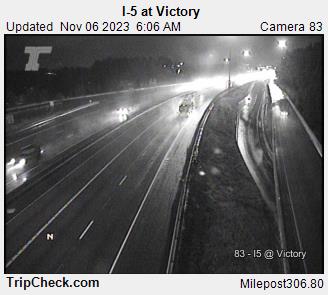 I-5 at Victory
Updated Nov 06 2023 6:06 AM Camera 83
T
N
83 - I5 @ Victory
TripCheck.com Milepost306.80